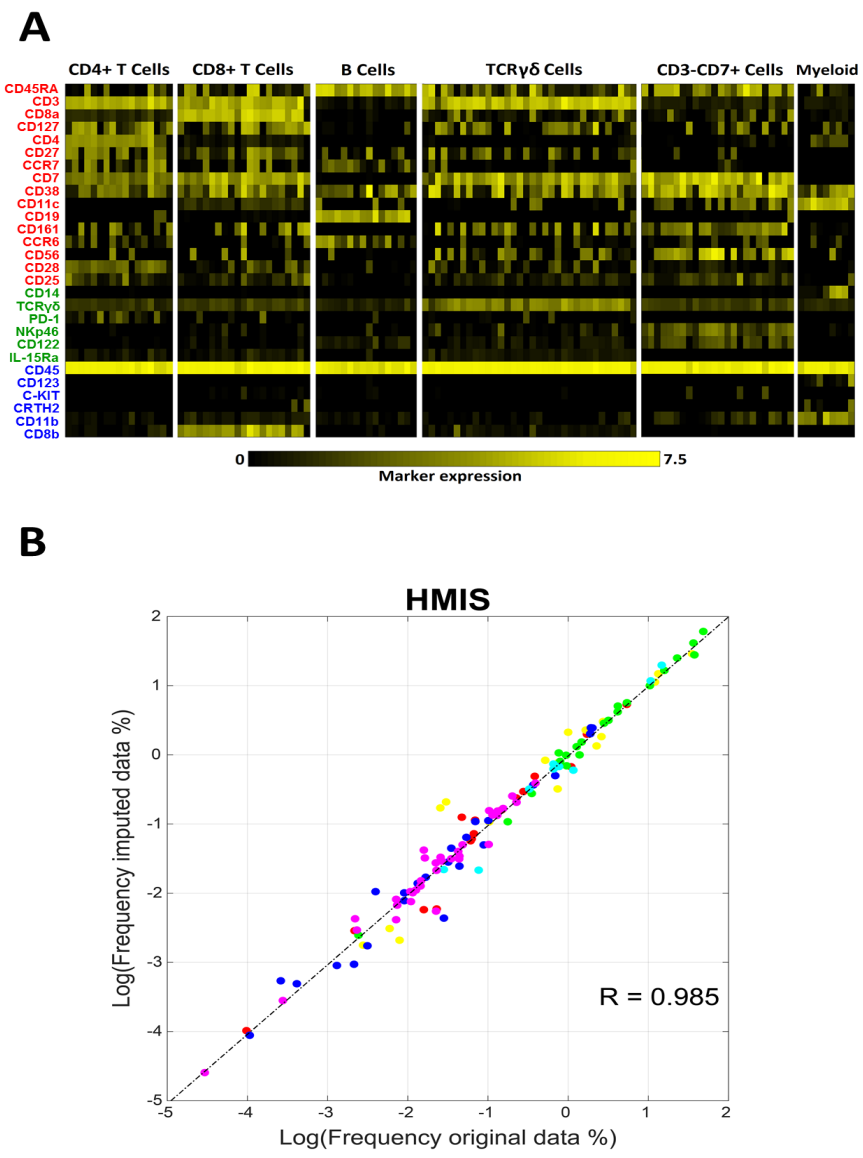 A
CD4+ T Cells CD8+ T Cells B Cells TCRγδ Cells CD3-CD7+ Cells Myeloid
CD45RA
CD3
CD8a
CD127
CD4
CD27
CCR7
CD7
CD38
CD11c
CD19
CD161
CCR6
CD56
CD28
CD25
CD14
TCRγδ
PD-1
NKp46
CD122
IL-15Ra
CD45
CD123
C-KIT
CRTH2
CD11b
CD8b
0 7.5
Marker expression
B
HMIS
Log(Frequency imputed data %)
2
1
0
-1
-2
-3
-4
-5
R = 0.985
-5 -4 -3 -2 -1 0 1 2
Log(Frequency original data %)